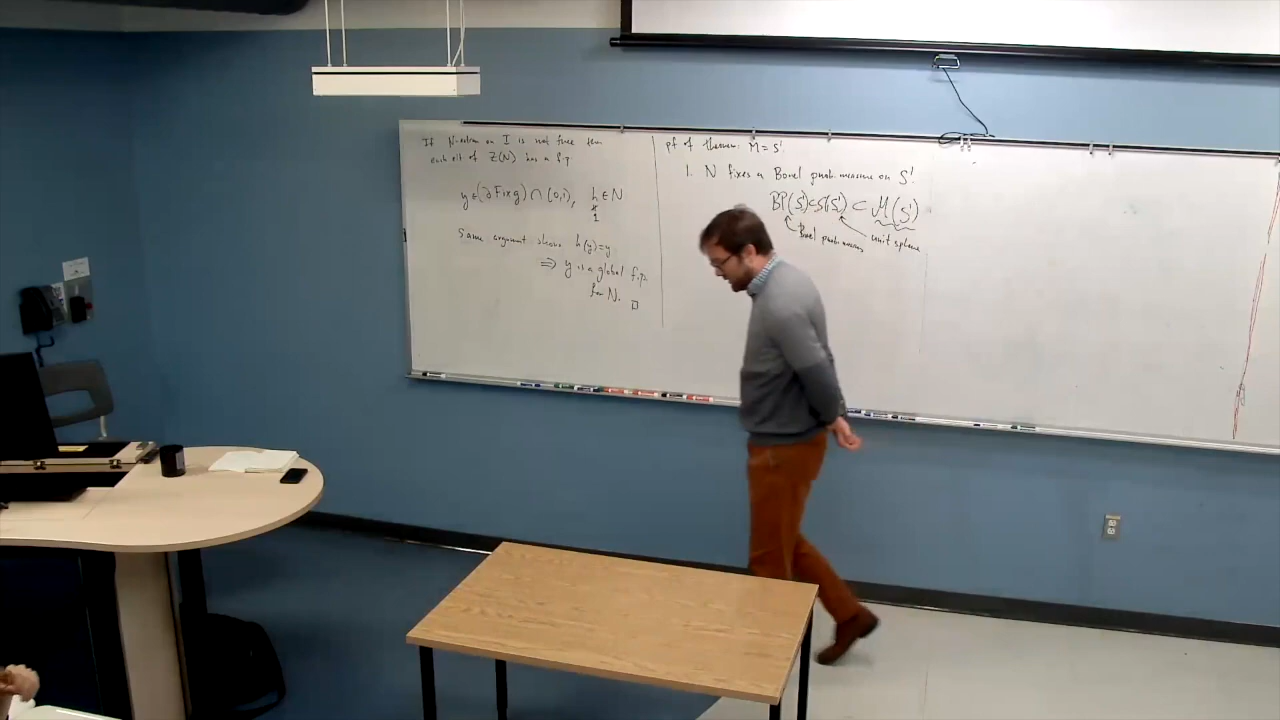 If N-action on I is not free then
each elt of Z(N) has a f.p.
y ∈ (∂ Fix g) ∩ (0,1), h ∈ N
1
Same argument shows h(y)=y
⇒ y is a global f.p.
for N. □
pf of theorem: M = S¹
1. N fixes a Borel prob. measure on S¹.
BP(S¹) ⊂ S(S¹) ⊂ M(S¹)
Borel prob. measures
unit sphere